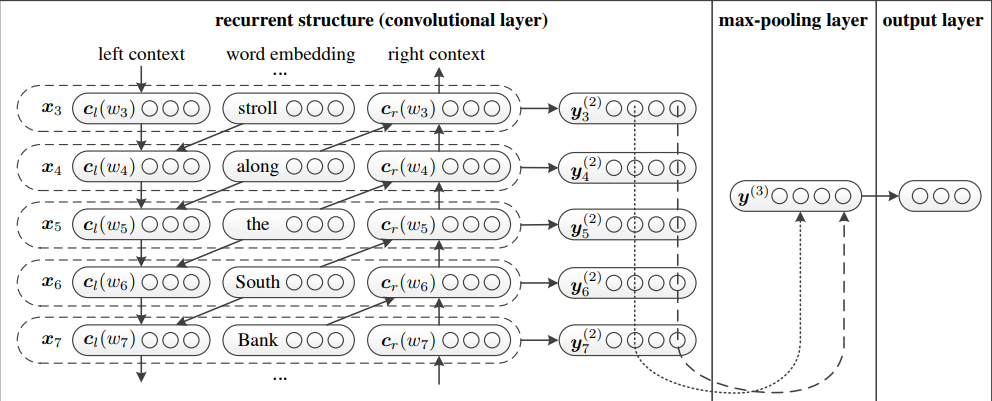 recurrent structure (convolutional layer) max-pooling layer output layer
left context word embedding right context
...
x₃ cₗ(w₃) stroll cᵣ(w₃) y₃⁽²⁾
x₄ cₗ(w₄) along cᵣ(w₄) y₄⁽²⁾
y⁽³⁾
x₅ cₗ(w₅) the cᵣ(w₅) y₅⁽²⁾
x₆ cₗ(w₆) South cᵣ(w₆) y₆⁽²⁾
x₇ cₗ(w₇) Bank cᵣ(w₇) y₇⁽²⁾
...